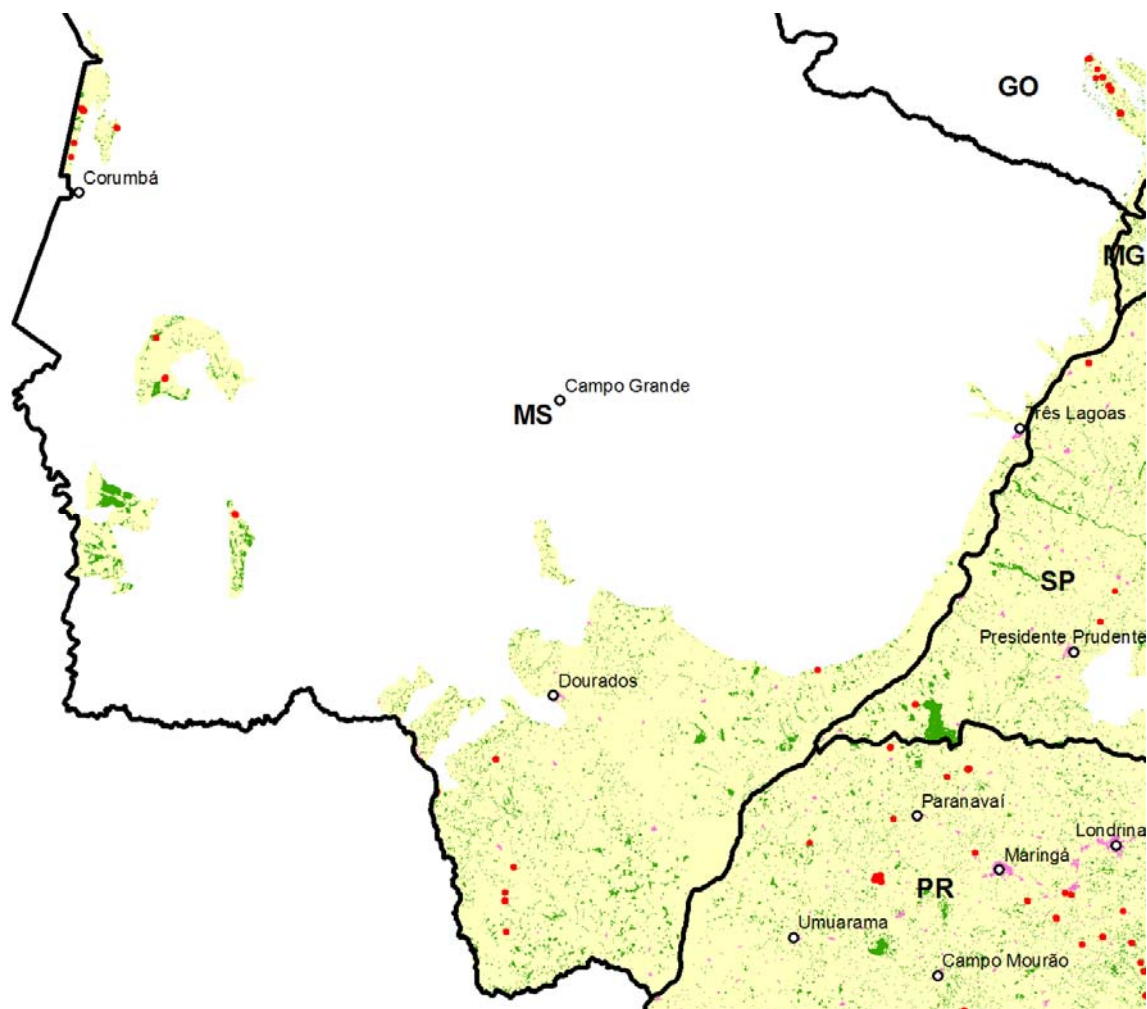 GO
Corumbá
MG
Campo Grande
MS
Três Lagoas
SP
Presidente Prudente
Dourados
Paranavaí
Londrina
Maringá
PR
Umuarama
Campo Mourão